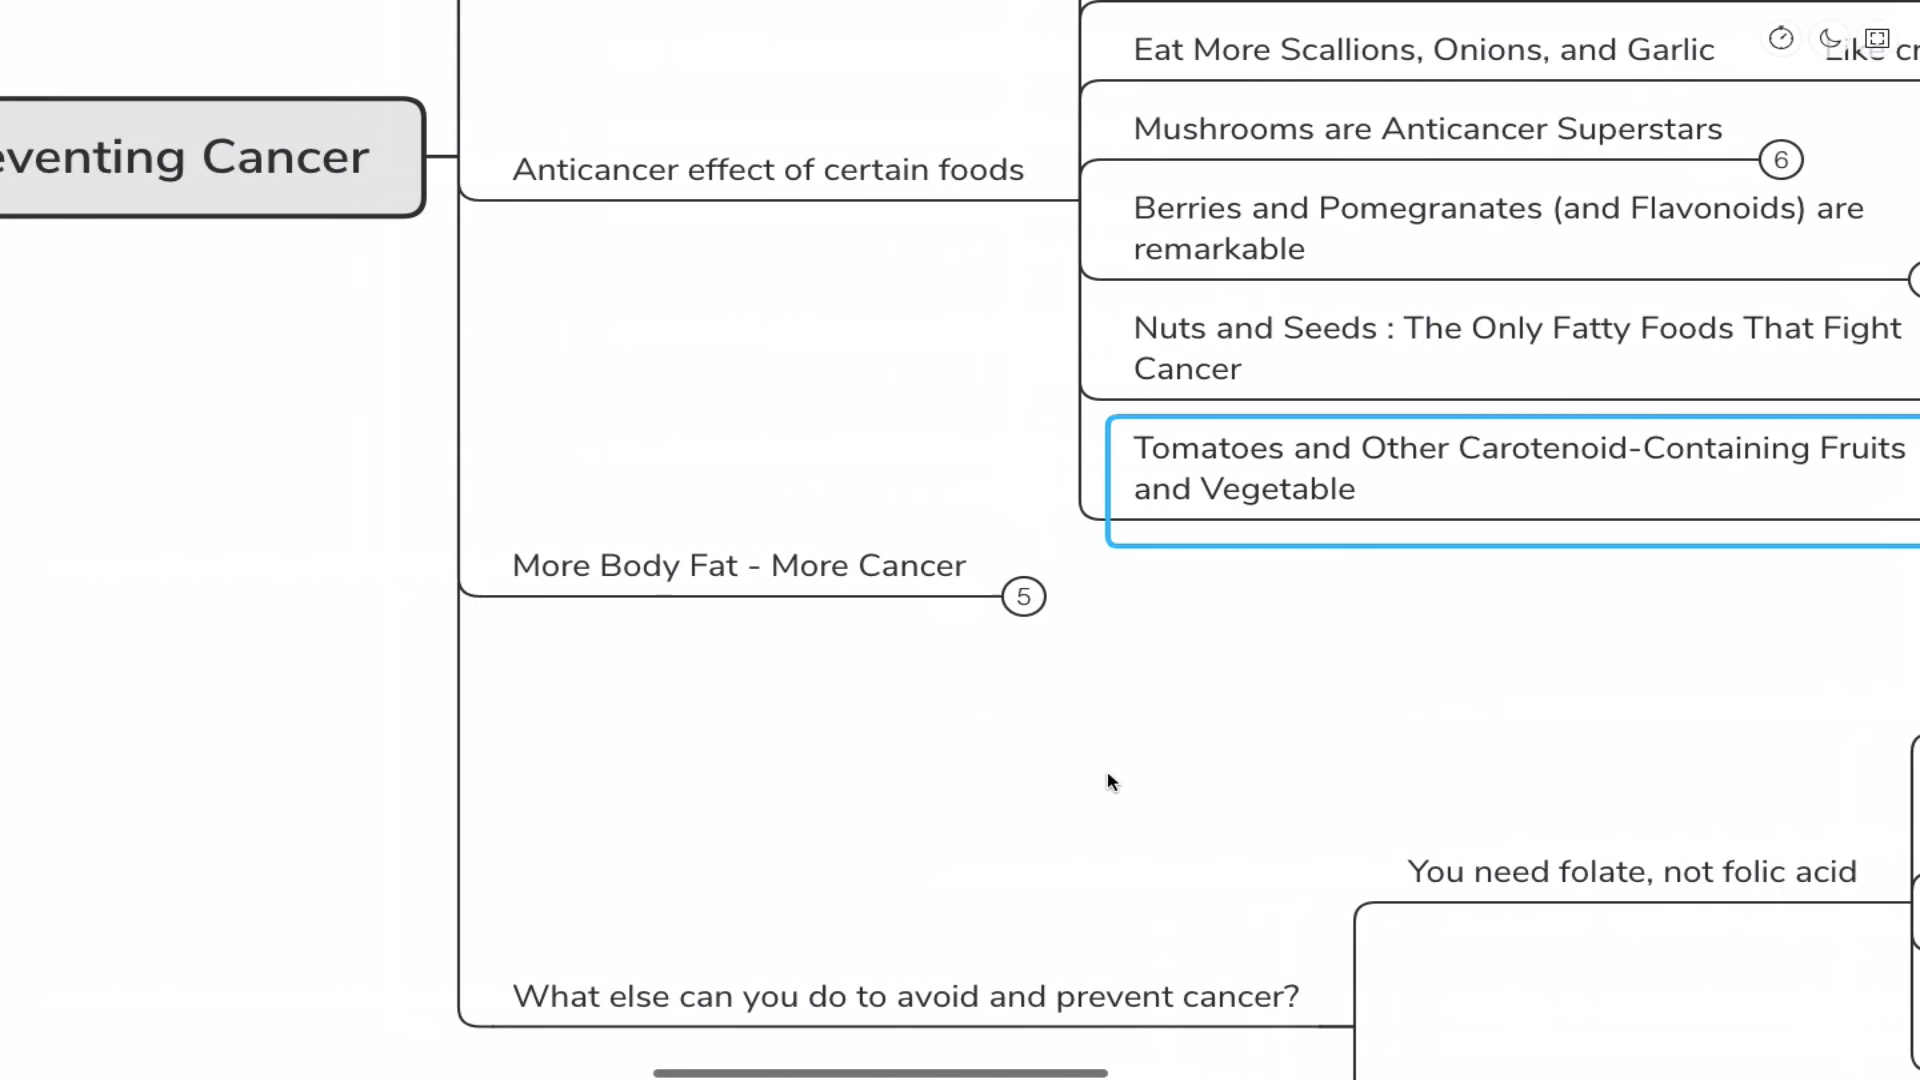 eventing Cancer
Anticancer effect of certain foods
Eat More Scallions, Onions, and Garlic
Like cr
Mushrooms are Anticancer Superstars
6
Berries and Pomegranates (and Flavonoids) are
remarkable
Nuts and Seeds : The Only Fatty Foods That Fight
Cancer
Tomatoes and Other Carotenoid-Containing Fruits
and Vegetable
More Body Fat - More Cancer
5
You need folate, not folic acid
What else can you do to avoid and prevent cancer?